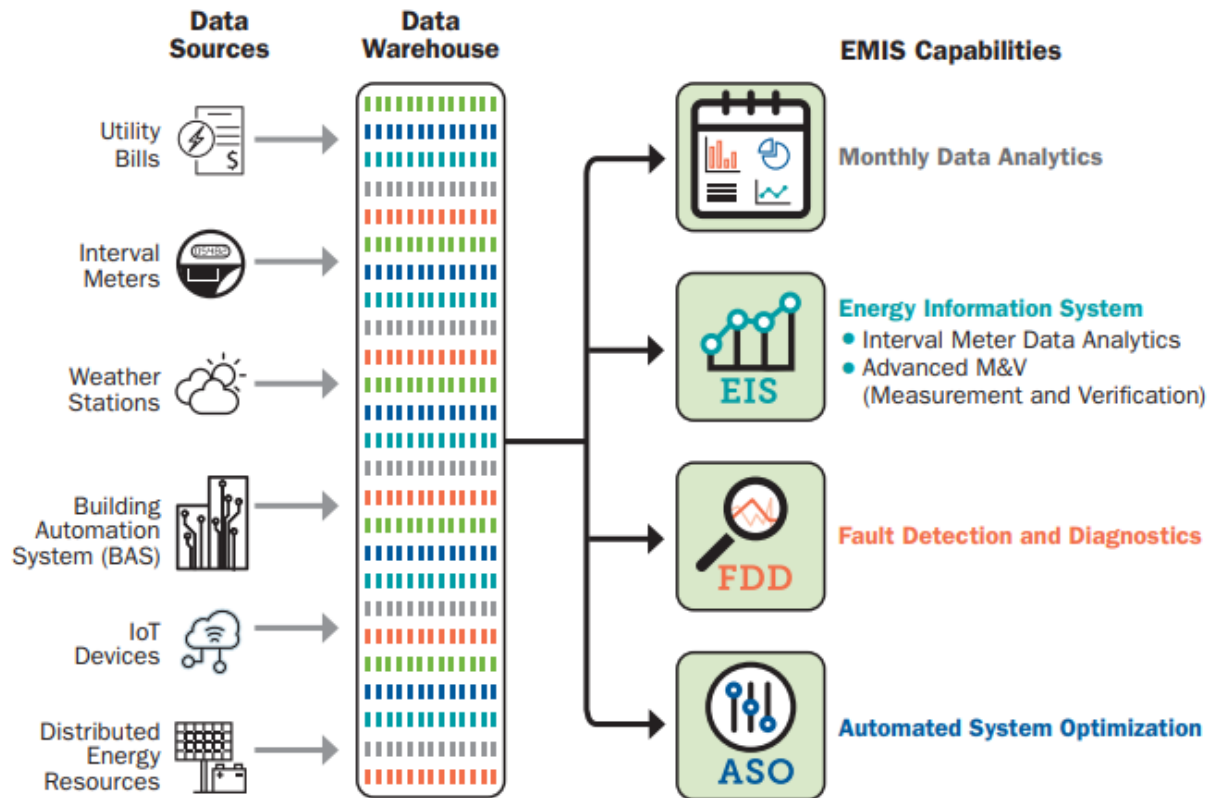 Data
Sources
Data
Warehouse
EMIS Capabilities
Utility
Bills
$
Interval
Meters
Weather
Stations
Building
Automation
System (BAS)
IoT
Devices
Distributed
Energy
Resources
Monthly Data Analytics
EIS
Energy Information System
• Interval Meter Data Analytics
• Advanced M&V
(Measurement and Verification)
FDD
Fault Detection and Diagnostics
ASO
Automated System Optimization